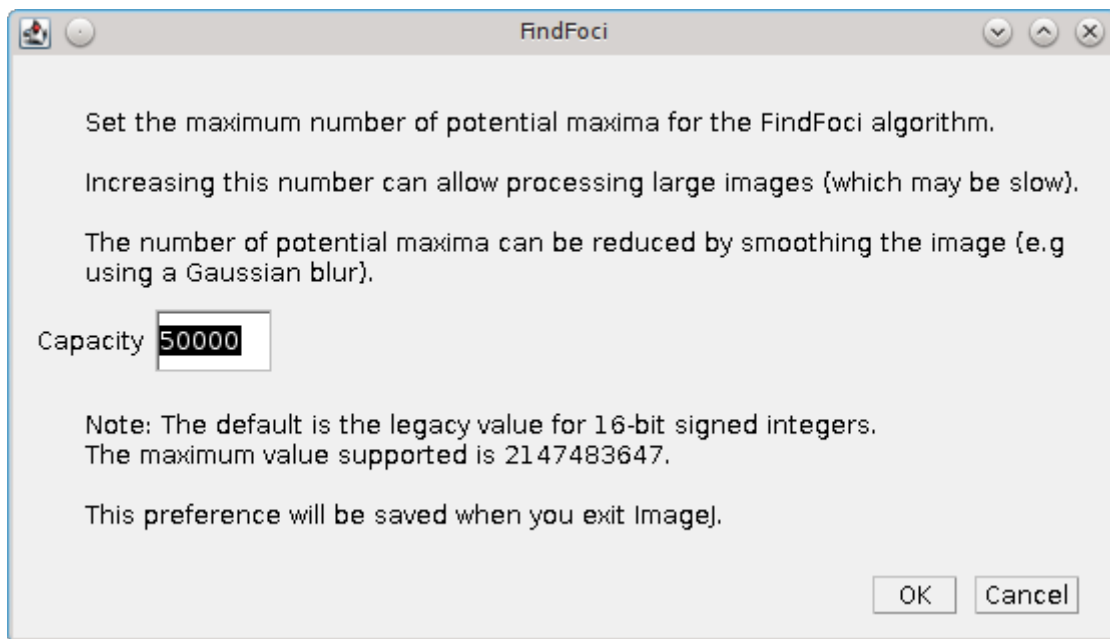 FindFoci
Set the maximum number of potential maxima for the FindFoci algorithm.
Increasing this number can allow processing large images (which may be slow).
The number of potential maxima can be reduced by smoothing the image (e.g
using a Gaussian blur).
Capacity 50000
Note: The default is the legacy value for 16-bit signed integers.
The maximum value supported is 2147483647.
This preference will be saved when you exit ImageJ.
OK Cancel